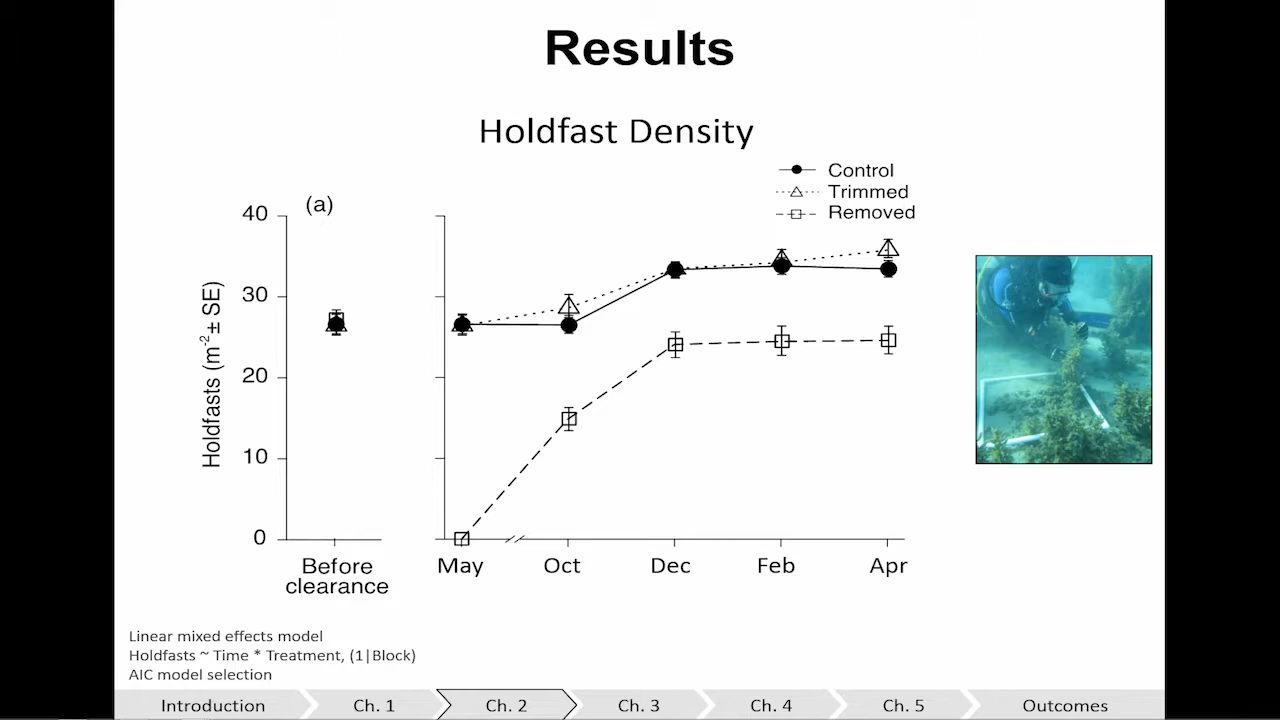 Results
Holdfast Density
Control
Trimmed
Removed
(a)
Holdfasts (m⁻² ± SE)
40
30
20
10
0
Before
clearance
May
Oct
Dec
Feb
Apr
Linear mixed effects model
Holdfasts ~ Time * Treatment, (1|Block)
AIC model selection
Introduction
Ch. 1
Ch. 2
Ch. 3
Ch. 4
Ch. 5
Outcomes